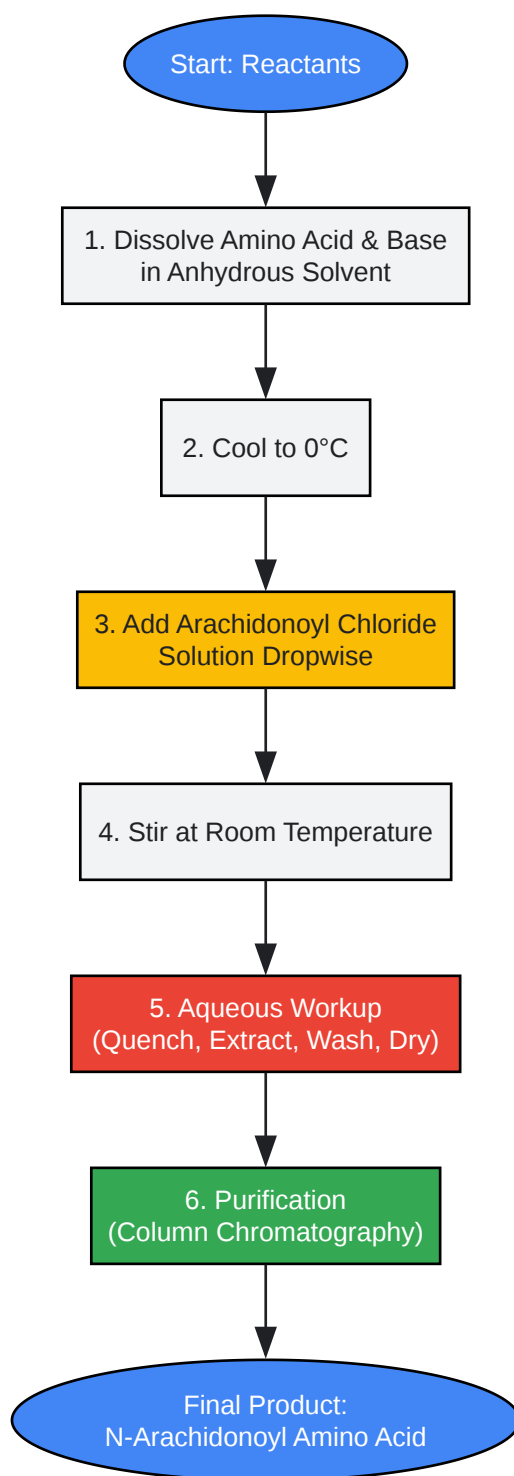 Start: Reactants
1. Dissolve Amino Acid & Base
in Anhydrous Solvent
2. Cool to 0°C
3. Add Arachidonoyl Chloride
Solution Dropwise
4. Stir at Room Temperature
5. Aqueous Workup
(Quench, Extract, Wash, Dry)
6. Purification
(Column Chromatography)
Final Product:
N-Arachidonoyl Amino Acid